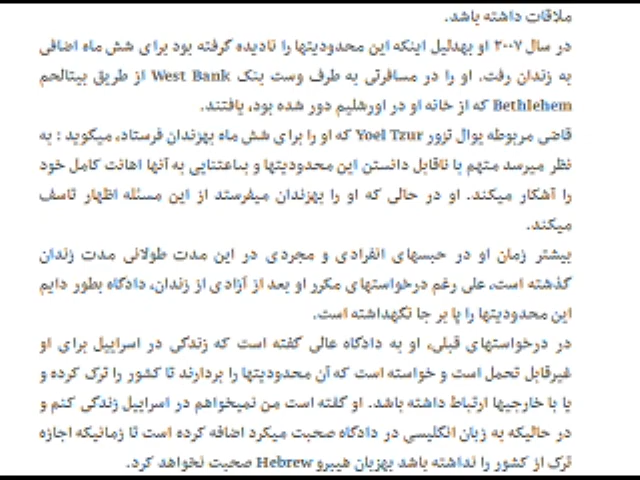 ملاقات داشته باشد.
در سال ۲۰۰۷ او بهدلیل اینکه این محدودیتها را نادیده گرفته بود برای شش ماه اضافی
به زندان رفت. او را در مسافرتی به طرف وست بنک West Bank از طریق بیتالحم
Bethlehem که از خانه او در اورشلیم دور شده بود، یافتند.
قاضی مربوطه یوال تزور Yoel Tzur که او را برای شش ماه بهزندان فرستاد، میکوید : به
نظر میرسد متهم با ناقابل دانستن این محدودیتها و بیاعتنایی به آنها اهانت کامل خود
را آشکار میکند. او در حالی که او را بهزندان میفرستد از این مسئله اظهار تاسف
میکند.
بیشتر زمان او در حبسهای انفرادی و مجردی در این مدت طولانی مدت زندان
گذشته است، علی رغم درخواستهای مکرر او بعد از آزادی از زندان، دادگاه بطور دایم
این محدودیتها را پا بر جا نگهداشته است.
در درخواستهای قبلی، او به دادگاه عالی گفته است که زندگی در اسراییل برای او
غیرقابل تحمل است و خواسته است که آن محدودیتها را بردارند تا کشور را ترک کرده و
یا با خارجیها ارتباط داشته باشد. او گفته است من نمیخواهم در اسراییل زندگی کنم و
در حالیکه به زبان انگلیسی در دادگاه صحبت میکرد اضافه کرده است تا زمانیکه اجازه
ترک از کشور را نداشته باشد بهزبان هیبرو Hebrew صحبت نخواهد کرد.